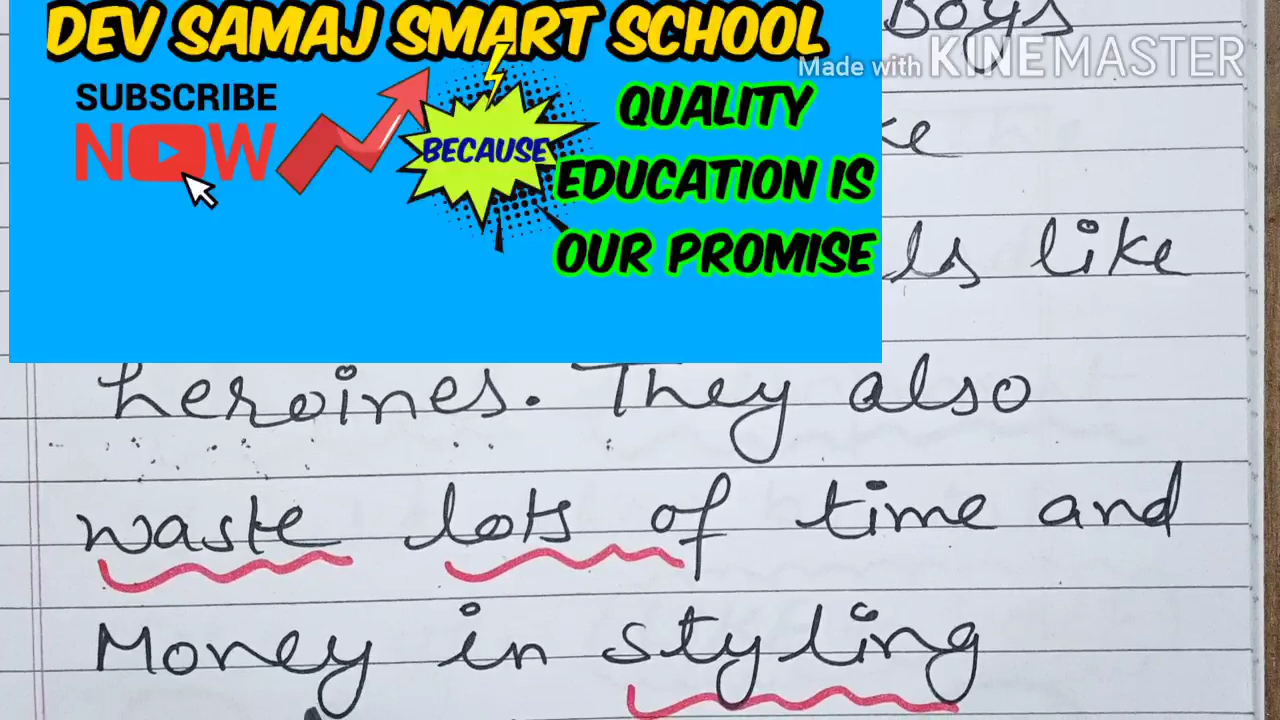 DEV SAMAJ SMART SCHOOL
SUBSCRIBE
NOW
BECAUSE
QUALITY
EDUCATION IS
OUR PROMISE
Made with KINEMASTER
Boys
like
heroines. They also
waste lots of time and
Money in styling